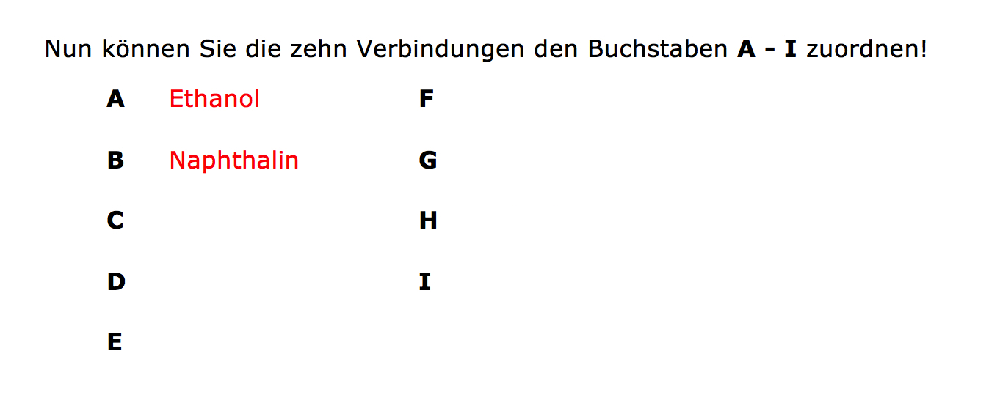 Nun können Sie die zehn Verbindungen den Buchstaben A - I zuordnen!
A Ethanol F
B Naphthalin G
C H
D I
E